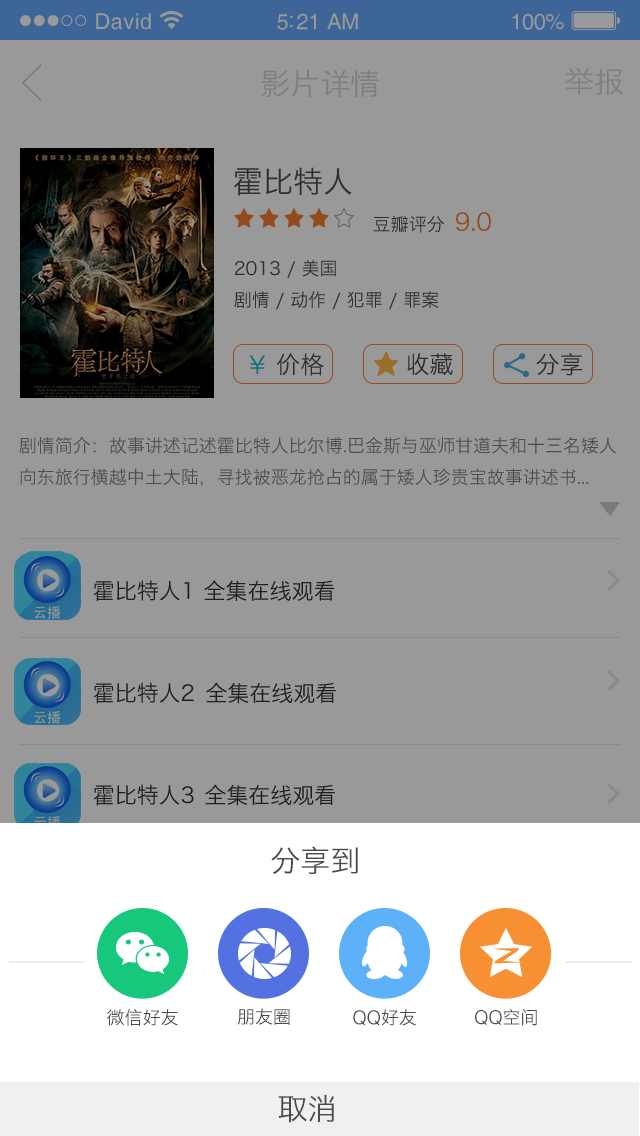 David 5:21 AM 100%
影片详情 举报
《指环王》三部曲金像导演彼得·杰克逊执导
霍比特人
霍比特人
豆瓣评分 9.0
2013 / 美国
剧情 / 动作 / 犯罪 / 罪案
¥ 价格 收藏 分享
剧情简介：故事讲述记述霍比特人比尔博.巴金斯与巫师甘道夫和十三名矮人
向东旅行横越中土大陆，寻找被恶龙抢占的属于矮人珍贵宝故事讲述书...
云播
霍比特人1 全集在线观看
云播
霍比特人2 全集在线观看
云播
霍比特人3 全集在线观看
分享到
微信好友 朋友圈 QQ好友 QQ空间
取消